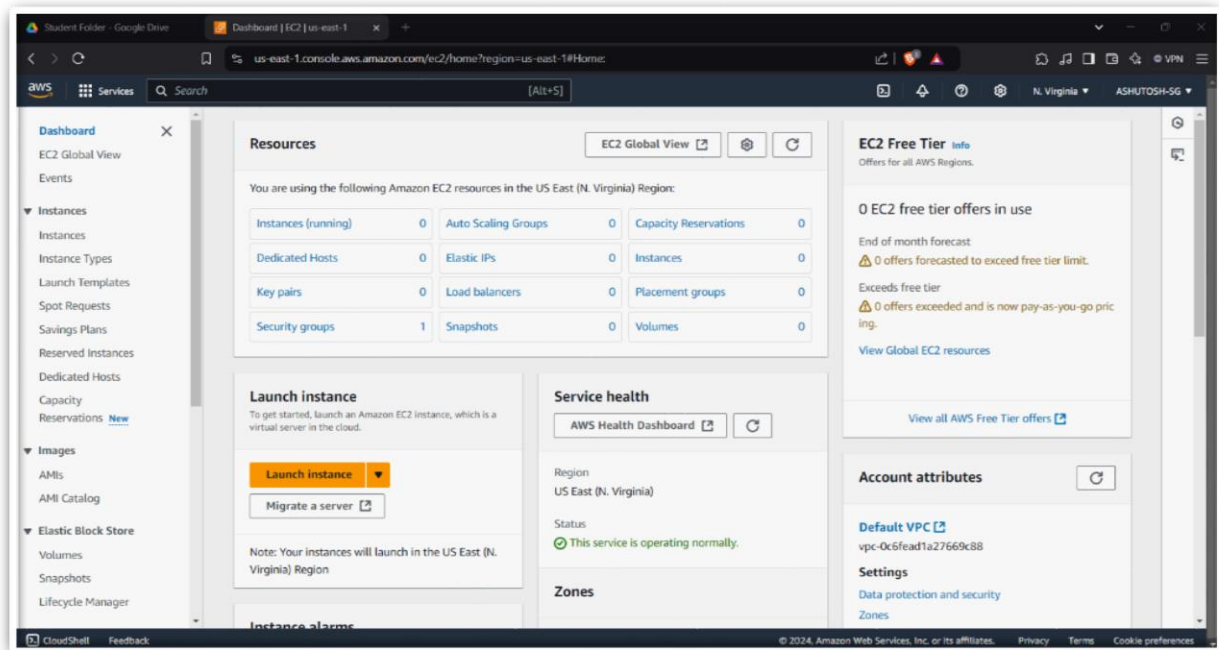 Student Folder - Google Drive
Dashboard | EC2 | us-east-1
us-east-1.console.aws.amazon.com/ec2/home?region=us-east-1#Home:
VPN
aws
Services
Search
[Alt+S]
N. Virginia
ASHUTOSH-SG
Dashboard
EC2 Global View
Events
Instances
Instances
Instance Types
Launch Templates
Spot Requests
Savings Plans
Reserved Instances
Dedicated Hosts
Capacity
Reservations New
Images
AMIs
AMI Catalog
Elastic Block Store
Volumes
Snapshots
Lifecycle Manager
Resources
EC2 Global View
You are using the following Amazon EC2 resources in the US East (N. Virginia) Region:
Instances (running) 0 Auto Scaling Groups 0 Capacity Reservations 0
Dedicated Hosts 0 Elastic IPs 0 Instances 0
Key pairs 0 Load balancers 0 Placement groups 0
Security groups 1 Snapshots 0 Volumes 0
Launch instance
To get started, launch an Amazon EC2 instance, which is a
virtual server in the cloud.
Launch instance
Migrate a server
Note: Your instances will launch in the US East (N.
Virginia) Region
Instance alarms
Service health
AWS Health Dashboard
Region
US East (N. Virginia)
Status
This service is operating normally.
Zones
EC2 Free Tier Info
Offers for all AWS Regions.
0 EC2 free tier offers in use
End of month forecast
0 offers forecasted to exceed free tier limit.
Exceeds free tier
0 offers exceeded and is now pay-as-you-go pric
ing.
View Global EC2 resources
View all AWS Free Tier offers
Account attributes
Default VPC
vpc-0c6fead1a27669c88
Settings
Data protection and security
Zones
CloudShell
Feedback
© 2024, Amazon Web Services, Inc. or its affiliates.
Privacy
Terms
Cookie preferences